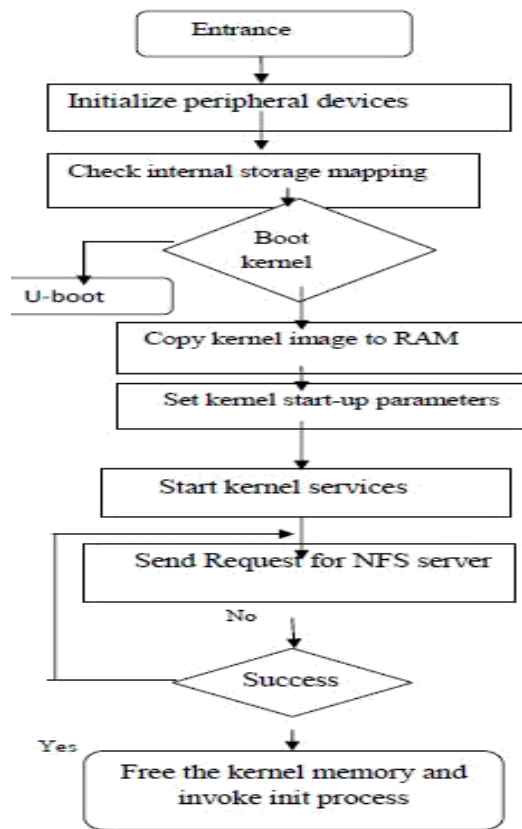 Entrance
Initialize peripheral devices
Check internal storage mapping
Boot
kernel
U-boot
Copy kernel image to RAM
Set kernel start-up parameters
Start kernel services
Send Request for NFS server
No
Success
Yes
Free the kernel memory and
invoke init process